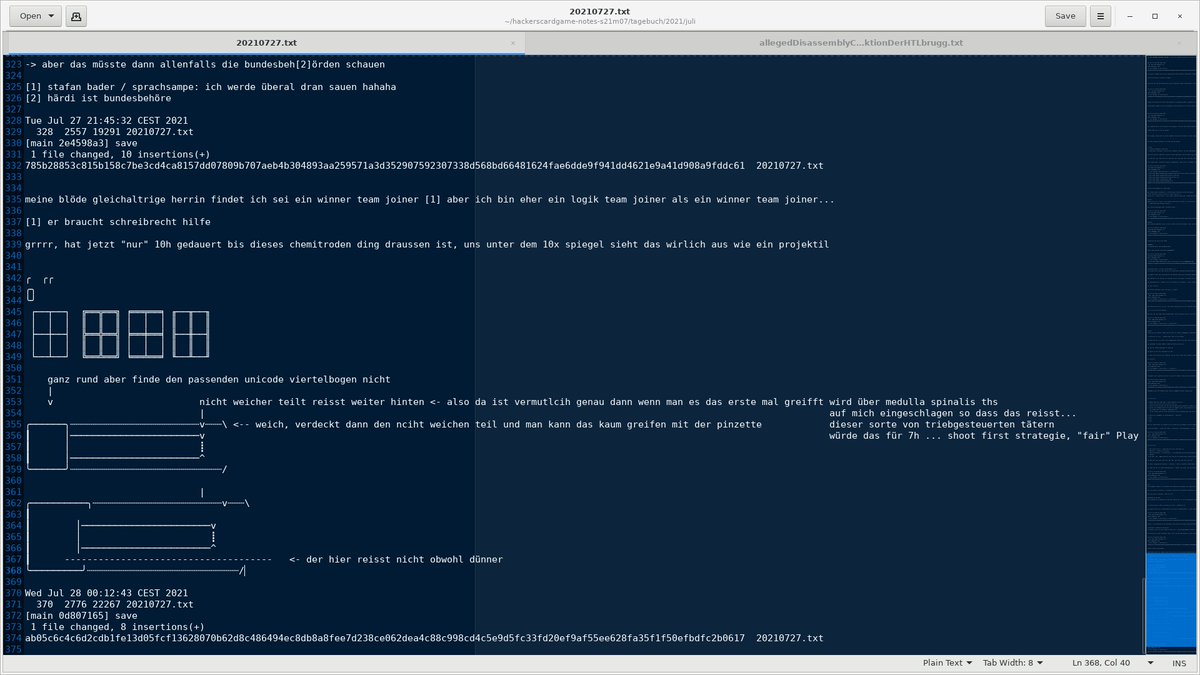 Open
20210727.txt
~/hackerscardgame-notes-s21m07/tagebuch/2021/juli
Save
20210727.txt
allegedDisassemblyC...ktionDerHTLbrugg.txt
323 -> aber das müsste dann allenfalls die bundesbeh[2]örden schauen
324
325 [1] stafan bader / sprachsampe: ich werde überal dran sauen hahaha
326 [2] härdi ist bundesbehöre
327
328 Tue Jul 27 21:45:32 CEST 2021
329   328  2557 19291 20210727.txt
330 [main 2e4598a3] save
331  1 file changed, 10 insertions(+)
332 785b28853c815b158c7be3cd4ca8157dd07809b707aeb4b304893aa259571a3d352907592307338d568bd66481624fae6dde9f941dd4621e9a41d908a9fddc61  20210727.txt
333
334
335 meine blöde gleichaltrige herrin findet ich sei ein winner team joiner [1] aber ich bin eher ein logik team joiner als ein winner team joiner...
336
337 [1] er braucht schreibrecht hilfe
338
339 grrrr, hat jetzt "nur" 10h gedauert bis dieses chemitroden ding draussen ist, uns unter dem 10x spiegel sieht das wirlich aus wie ein projektil
340
341
342
343
344
345
346
347
348
349
350
351 ganz rund aber finde den passenden unicode viertelbogen nicht
352 |
353 v nicht weicher teilt reisst weiter hinten <- also da ist vermutlcih genau dann wenn man es das erste mal greifft wird über medulla spinalis ths
354 | auf mich eingeschlagen so dass das reisst...
355 v \ <-- weich, verdeckt dann den nciht weichen teil und man kann das kaum greifen mit der pinzette dieser sorte von triebgesteuerten tätern
356 v würde das für 7h ... shoot first strategie, "fair" Play
357
358 ^
359 /
360
361 |
362 v \
363
364 v
365
366 ^
367 <- der hier reisst nicht obwohl dünner
368 /
369
370 Wed Jul 28 00:12:43 CEST 2021
371   370  2776 22267 20210727.txt
372 [main 0d807165] save
373  1 file changed, 8 insertions(+)
374 ab05c6c4c6d2cdb1fe13d05fcf13628070b62d8c486494ec8db8a8fee7d238ce062dea4c88c998cd4c5e9d5fc33fd20ef9af55ee628fa35f1f50efbdfc2b0617  20210727.txt
375
Plain Text
Tab Width: 8
Ln 368, Col 40
INS